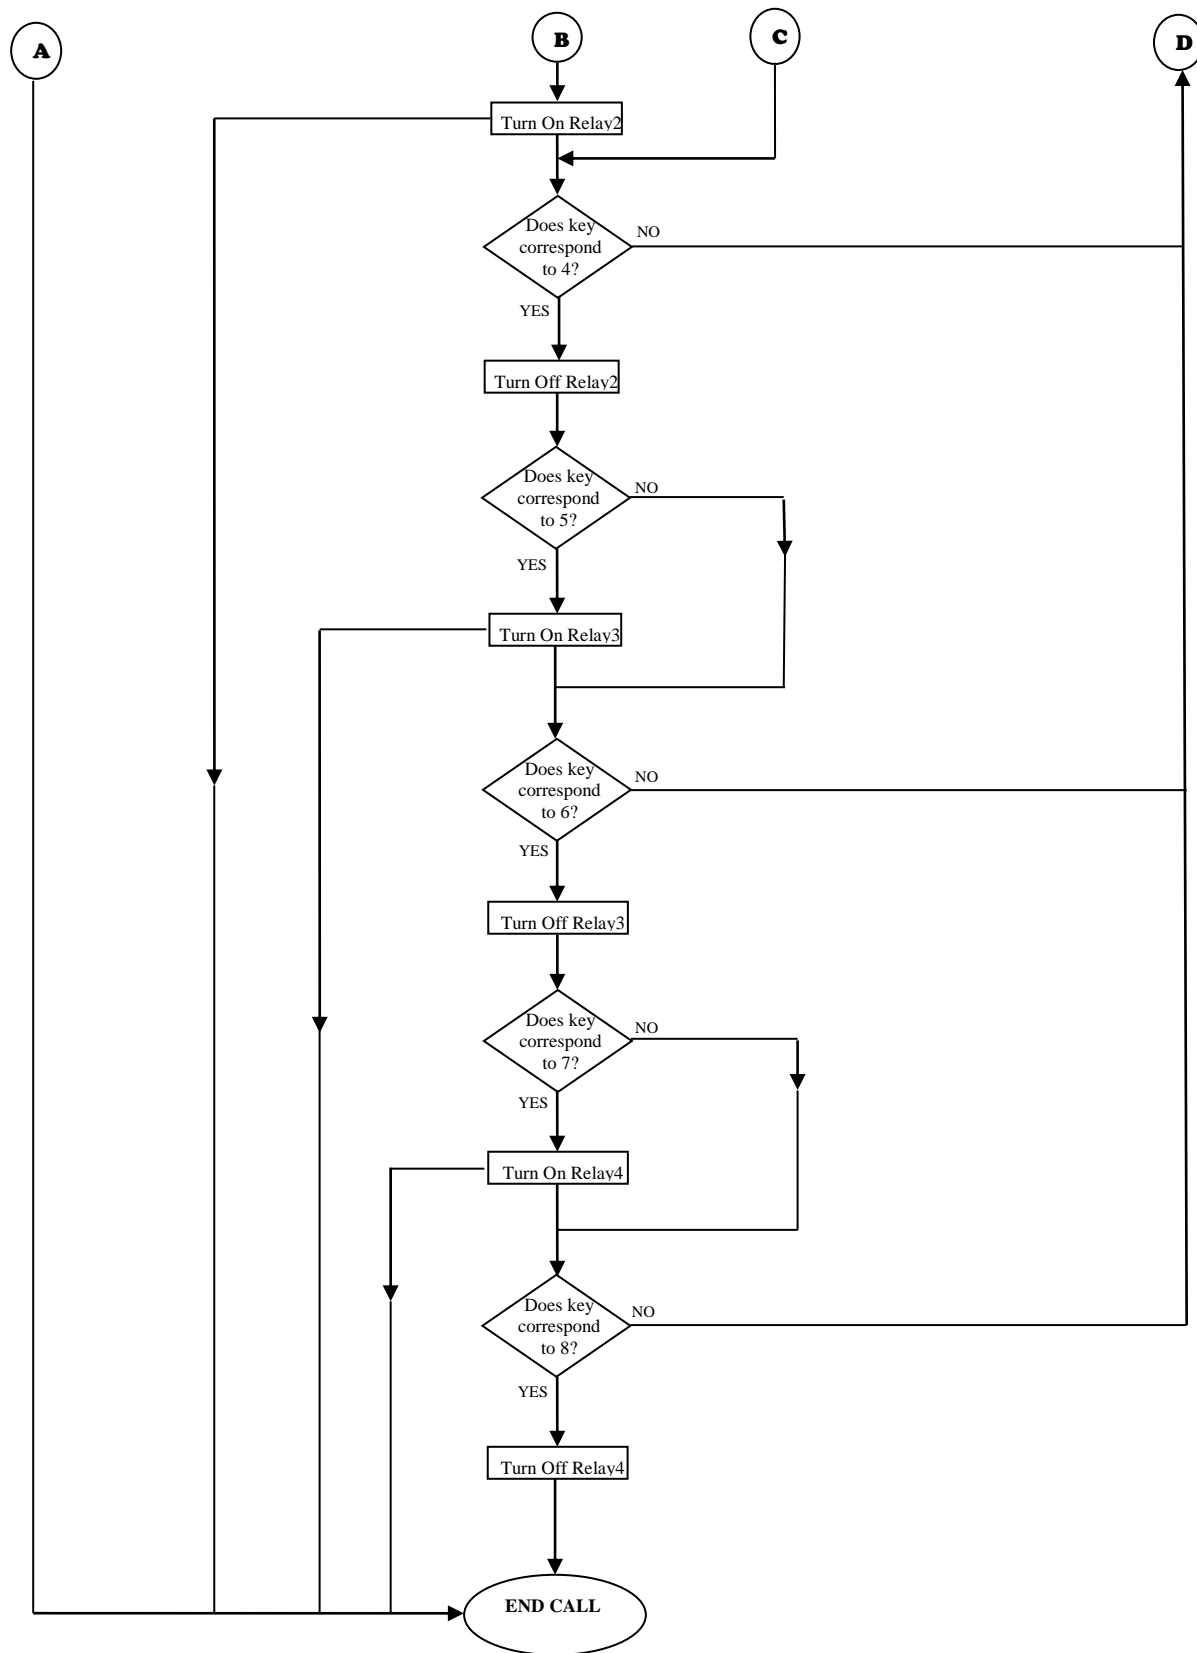 A
B
C
D
Turn On Relay2
Does key
correspond
to 4?
NO
YES
Turn Off Relay2
Does key
correspond
to 5?
NO
YES
Turn On Relay3
Does key
correspond
to 6?
NO
YES
Turn Off Relay3
Does key
correspond
to 7?
NO
YES
Turn On Relay4
Does key
correspond
to 8?
NO
YES
Turn Off Relay4
END CALL